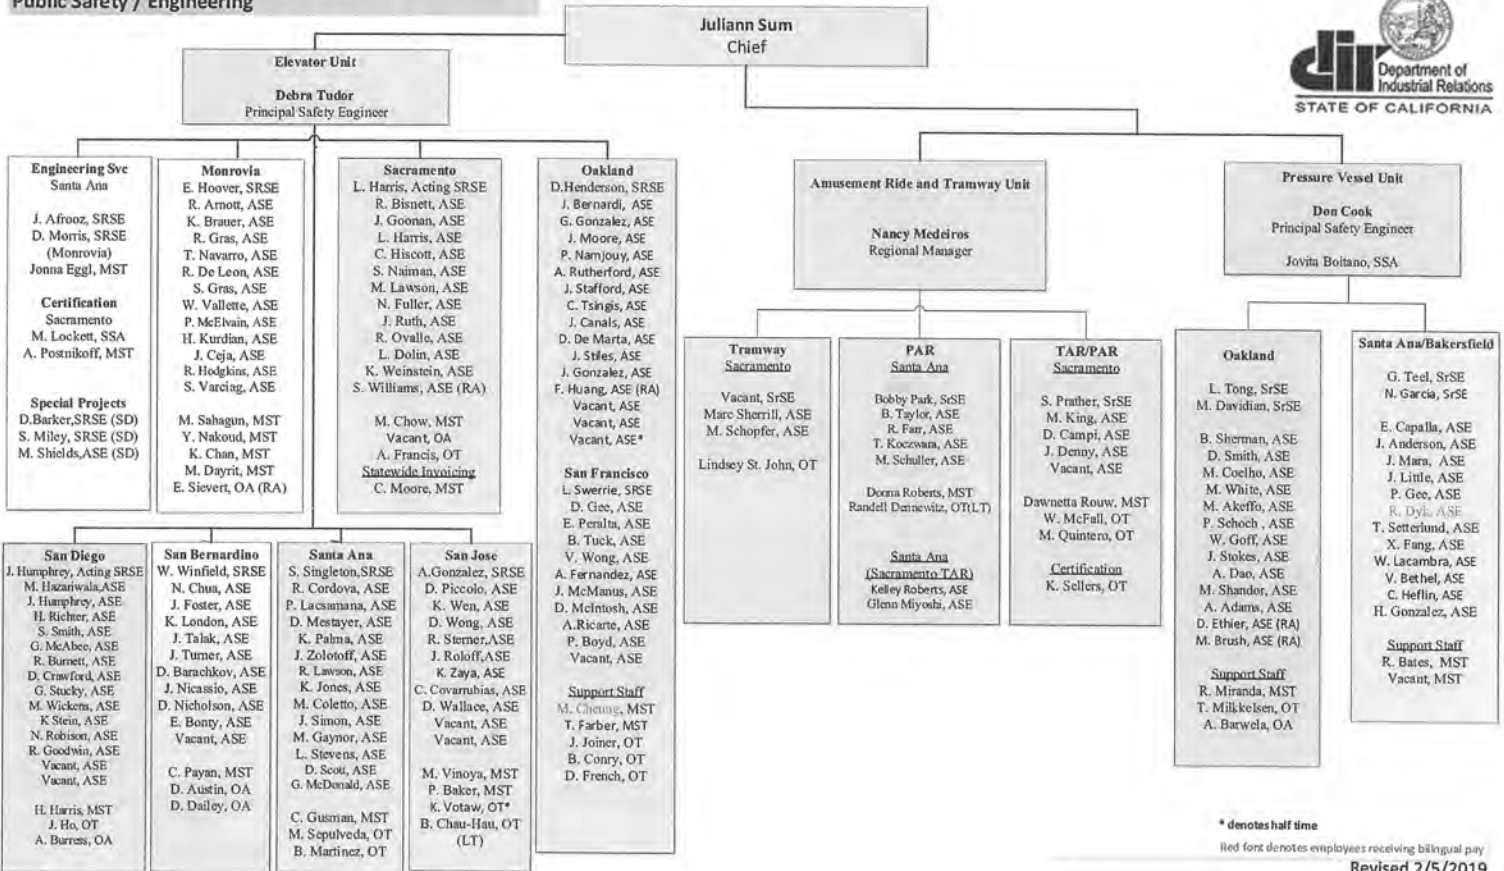 Public Safety / Engineering
Juliann Sum
Chief
Department of
Industrial Relations
STATE OF CALIFORNIA
Elevator Unit
Debra Tudor
Principal Safety Engineer
Engineering Svc
Santa Ana
J. Afrooz, SRSE
D. Morris, SRSE
(Monrovia)
Jonna Eggl, MST
Certification
Sacramento
M. Lockett, SSA
A. Postnikoff, MST
Special Projects
D.Barker,SRSE (SD)
S. Miley, SRSE (SD)
M. Shields,ASE (SD)
Monrovia
E. Hoover, SRSE
R. Arnott, ASE
K. Brauer, ASE
R. Gras, ASE
T. Navarro, ASE
R. De Leon, ASE
S. Gras, ASE
W. Vallette, ASE
P. McElvain, ASE
H. Kurdian, ASE
J. Ceja, ASE
R. Hodgkins, ASE
S. Varciag, ASE
M. Sahagun, MST
Y. Nakoud, MST
K. Chan, MST
M. Dayrit, MST
E. Sievert, OA (RA)
Sacramento
L. Harris, Acting SRSE
R. Bisnett, ASE
J. Goonan, ASE
L. Harris, ASE
C. Hiscott, ASE
S. Naiman, ASE
M. Lawson, ASE
N. Fuller, ASE
J. Ruth, ASE
R. Ovalle, ASE
L. Dolin, ASE
K. Weinstein, ASE
S. Williams, ASE (RA)
M. Chow, MST
Vacant, OA
A. Francis, OT
Statewide Invoicing
C. Moore, MST
Oakland
D.Henderson, SRSE
J. Bernardi, ASE
G. Gonzalez, ASE
J. Moore, ASE
P. Namjouy, ASE
A. Rutherford, ASE
J. Stafford, ASE
C. Tsingis, ASE
J. Canals, ASE
D. De Marta, ASE
J. Stiles, ASE
J. Gonzalez, ASE
F. Huang, ASE (RA)
Vacant, ASE
Vacant, ASE
Vacant, ASE*
San Francisco
L. Swerrie, SRSE
D. Gee, ASE
E. Peralta, ASE
B. Tuck, ASE
V. Wong, ASE
A. Fernandez, ASE
J. McManus, ASE
D. McIntosh, ASE
A.Ricarte, ASE
P. Boyd, ASE
Vacant, ASE
Support Staff
M. Cheung, MST
T. Farber, MST
J. Joiner, OT
B. Conry, OT
D. French, OT
San Diego
J. Humphrey, Acting SRSE
M. Hazariwala,ASE
J. Humphrey, ASE
H. Richter, ASE
S. Smith, ASE
G. McAbee, ASE
R. Burnett, ASE
D. Crawford, ASE
G. Stucky, ASE
M. Wickens, ASE
K Stein, ASE
N. Robison, ASE
R. Goodwin, ASE
Vacant, ASE
Vacant, ASE
H. Harris, MST
J. Ho, OT
A. Burress, OA
San Bernardino
W. Winfield, SRSE
N. Chua, ASE
J. Foster, ASE
K. London, ASE
J. Talak, ASE
J. Turner, ASE
D. Barachkov, ASE
J. Nicassio, ASE
D. Nicholson, ASE
E. Bonty, ASE
Vacant, ASE
C. Payan, MST
D. Austin, OA
D. Dailey, OA
Santa Ana
S. Singleton,SRSE
R. Cordova, ASE
P. Lacsamana, ASE
D. Mestayer, ASE
K. Palma, ASE
J. Zolotoff, ASE
R. Lawson, ASE
K. Jones, ASE
M. Coletto, ASE
J. Simon, ASE
M. Gaynor, ASE
L. Stevens, ASE
D. Scou, ASE
G. McDonald, ASE
C. Gusman, MST
M. Sepulveda, OT
B. Martinez, OT
San Jose
A.Gonzalez, SRSE
D. Piccolo, ASE
K. Wen, ASE
D. Wong, ASE
R. Sterner,ASE
J. Roloff,ASE
K. Zaya, ASE
C. Covarrubias, ASE
D. Wallace, ASE
Vacant, ASE
Vacant, ASE
M. Vinoya, MST
P. Baker, MST
K. Votaw, OT*
B. Chau-Hau, OT
(LT)
Amusement Ride and Tramway Unit
Nancy Medeiros
Regional Manager
Tramway
Sacramento
Vacant, SrSE
Marc Sherrill, ASE
M. Schopfer, ASE
Lindsey St. John, OT
PAR
Santa Ana
Bobby Park, SrSE
B. Taylor, ASE
R. Farr, ASE
T. Koczwara, ASE
M. Schuller, ASE
Donna Roberts, MST
Randell Dennewitz, OT(LT)
Santa Ana
(Sacramento TAR)
Kelley Roberts, ASE
Glenn Miyoshi, ASE
TAR/PAR
Sacramento
S. Prather, SrSE
M. King, ASE
D. Campi, ASE
J. Denoy, ASE
Vacant, ASE
Dawnetta Rouw, MST
W. McFall, OT
M. Quintero, OT
Certification
K. Sellers, OT
Pressure Vessel Unit
Don Cook
Principal Safety Engineer
Jovita Boitano, SSA
Oakland
L. Tong, SrSE
M. Davidian, SrSE
B. Sherman, ASE
D. Smith, ASE
M. Coelho, ASE
M. White, ASE
M. Akeffo, ASE
P. Schoch , ASE
W. Goff, ASE
J. Stokes, ASE
A. Dao, ASE
M. Shandor, ASE
A. Adams, ASE
D. Ethier, ASE (RA)
M. Brush, ASE (RA)
Support Staff
R. Miranda, MST
T. Milkkelsen, OT
A. Barwela, OA
Santa Ana/Bakersfield
G. Teel, SrSE
N. Garcia, SrSE
E. Capalla, ASE
J. Anderson, ASE
J. Mara, ASE
J. Little, ASE
P. Gee, ASE
R. Dyk, ASE
T. Setterlund, ASE
X. Fang, ASE
W. Lacambra, ASE
V. Bethel, ASE
C. Heflin, ASE
H. Gonzalez, ASE
Support Staff
R. Bates, MST
Vacant, MST
* denotes half time
Red font denotes employees receiving bilingual pay
Revised 2/5/2019